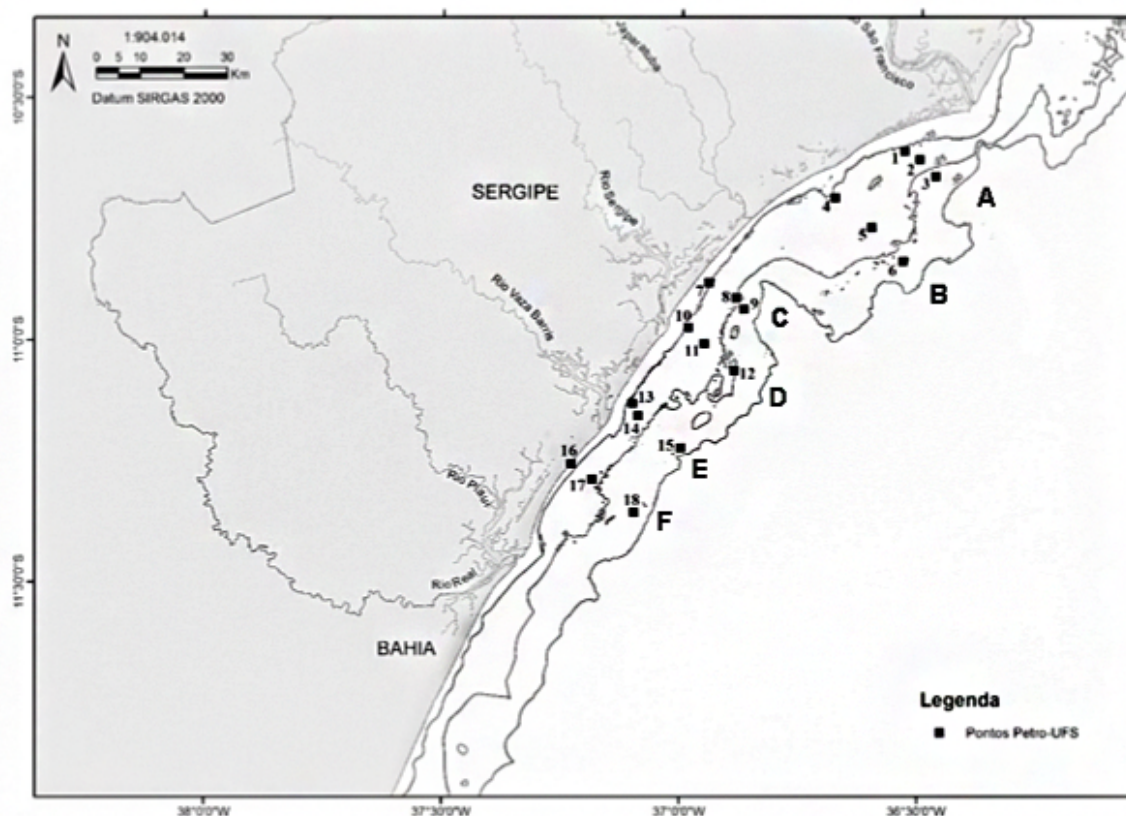 N
1:904.014
0 5 10 20 30
Km
Datum SIRGAS 2000
10°30'0"S
11°0'0"S
11°30'0"S
Rio Japaratuba
Rio São Francisco
SERGIPE
Rio Sergipe
Rio Vaza Barris
Rio Piauí
Rio Real
BAHIA
1
2
3
A
4
5
6
B
7
8
9
C
10
11
12
D
13
14
15
E
16
17
18
F
Legenda
Pontos Petro-UFS
38°0'0"W
37°30'0"W
37°0'0"W
36°30'0"W